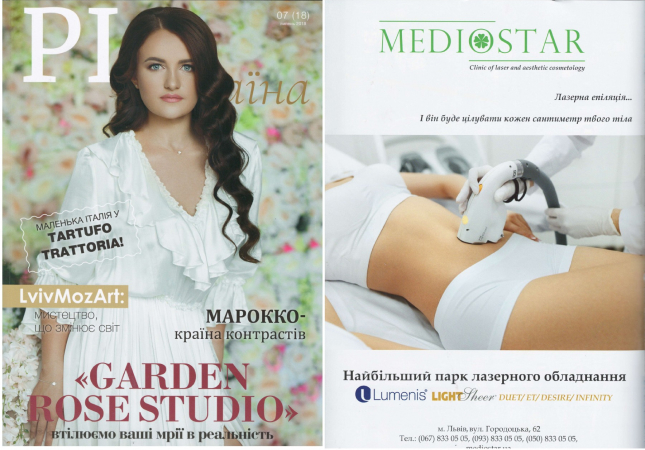 PI
07 (18)
аїна
МАЛЕНЬКА ІТАЛІЯ У
TARTUFO
TRATTORIA!
LvivMozArt:
мистецтво,
що змінює світ
МАРОККО-
країна контрастів
«GARDEN
ROSE STUDIO»
втілюємо ваші мрії в реальність
MEDIOSTAR
Clinic of laser and aesthetic cosmetology
Лазерна епіляція...
І він буде цілувати кожен сантиметр твого тіла
Найбільший парк лазерного обладнання
Lumenis® LIGHTSheer DUET/ ET/ DESIRE/ INFINITY
м. Львів, вул. Городоцька, 62
Тел.: (067) 833 05 05, (093) 833 05 05, (050) 833 05 05,